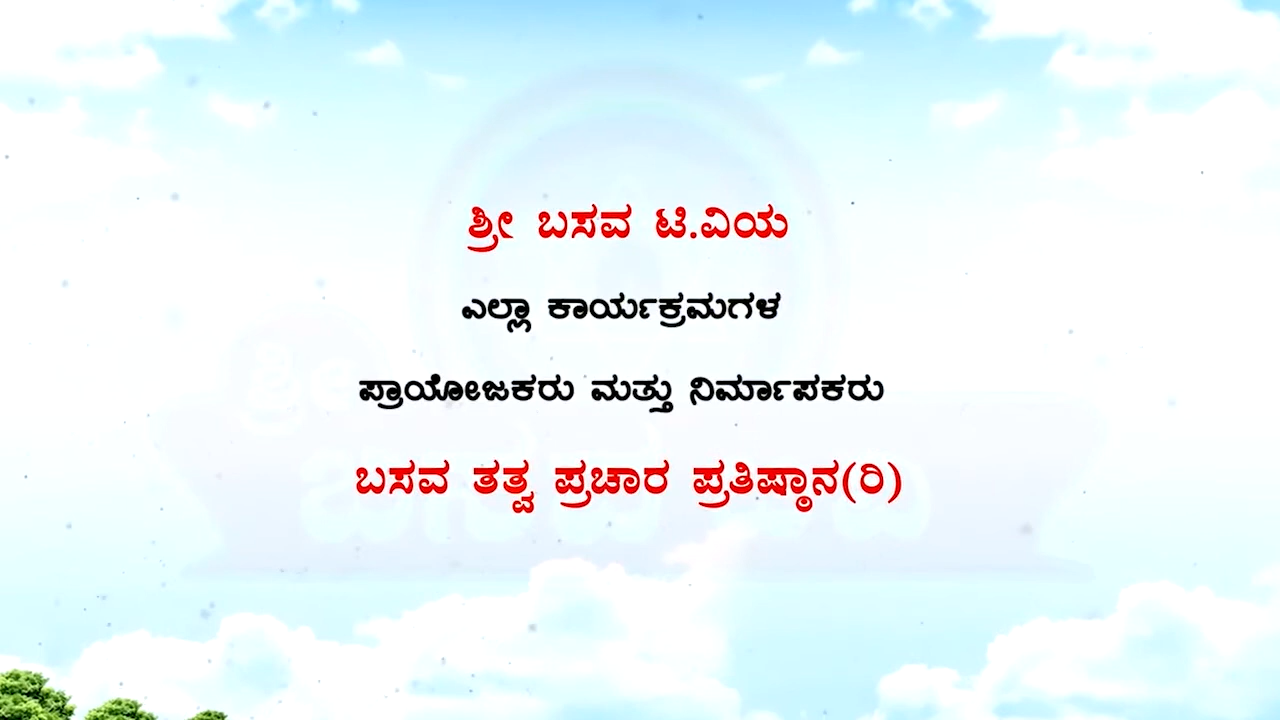 ಶ್ರೀ ಬಸವ ಟಿ.ವಿಯ
ಎಲ್ಲಾ ಕಾರ್ಯಕ್ರಮಗಳ
ಪ್ರಾಯೋಜಕರು ಮತ್ತು ನಿರ್ಮಾಪಕರು
ಬಸವ ತತ್ವ ಪ್ರಚಾರ ಪ್ರತಿಷ್ಠಾನ(ರಿ)